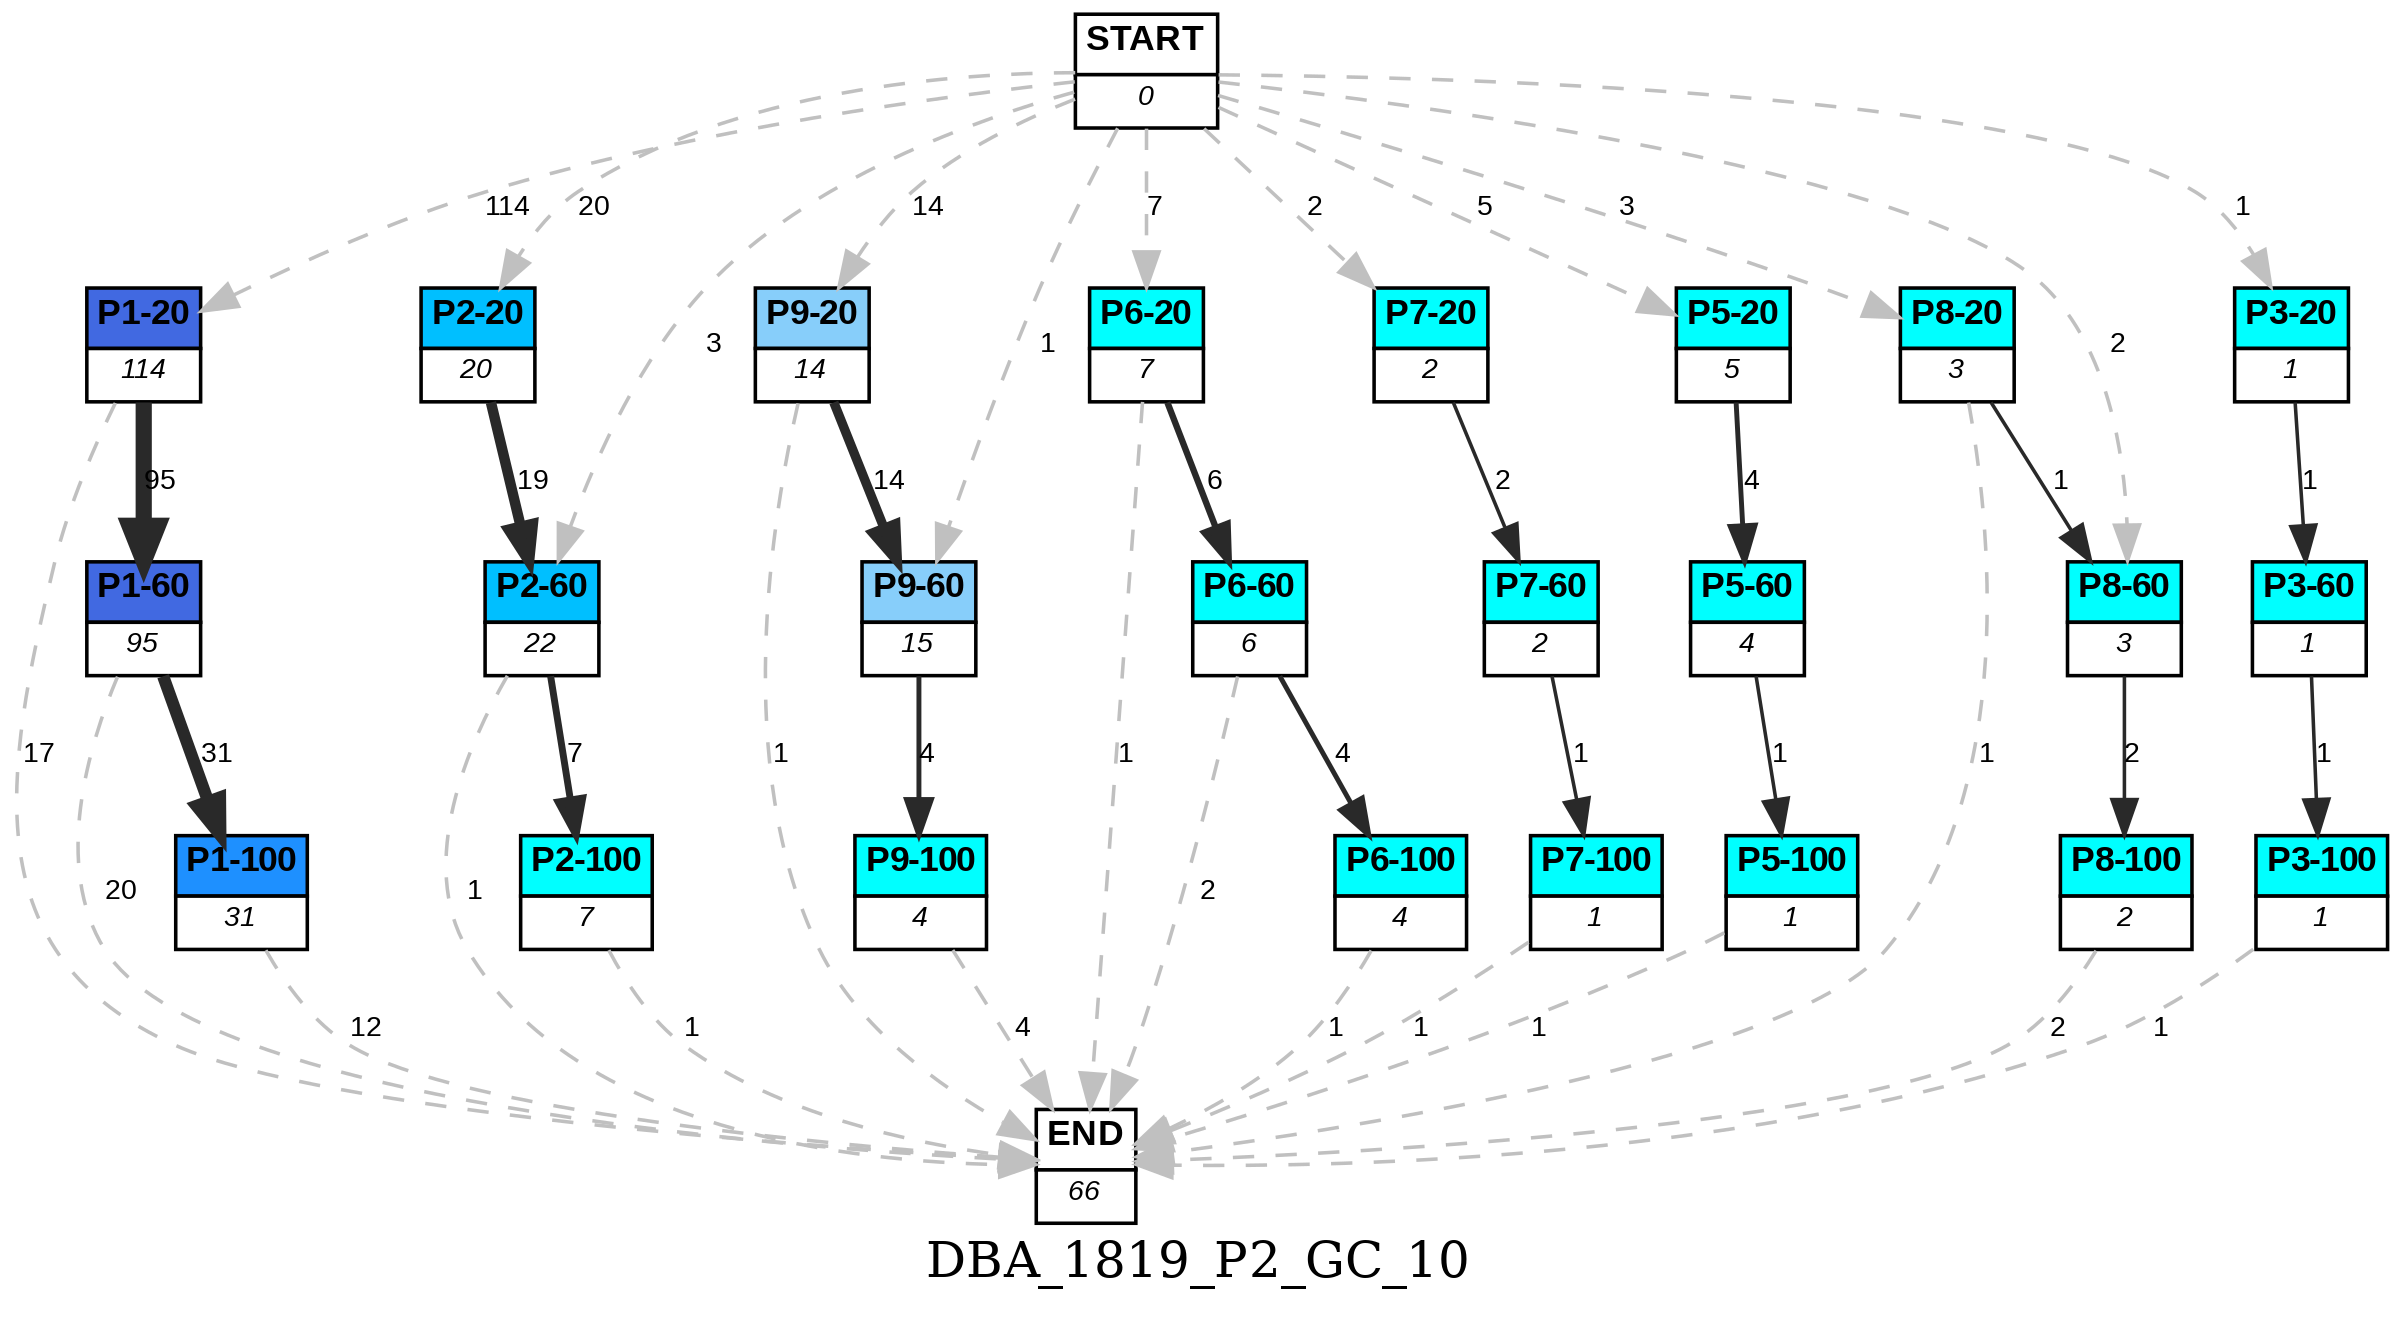 START
0
114 20 14 7 2 5 3 1
P1-20 P2-20 P9-20 P6-20 P7-20 P5-20 P8-20 P3-20
3 1 2
114 20 14 7 2 5 3 1
95 19 14 6 2 4 1 1
P1-60 P2-60 P9-60 P6-60 P7-60 P5-60 P8-60 P3-60
95 22 15 6 2 4 3 1
17 31 7 1 4 1 4 1 1 1 2 1
P1-100 P2-100 P9-100 P6-100 P7-100 P5-100 P8-100 P3-100
20 1 2
31 7 4 4 1 1 2 1
12 1 4 1 1 1 2 1
END
66
DBA_1819_P2_GC_10